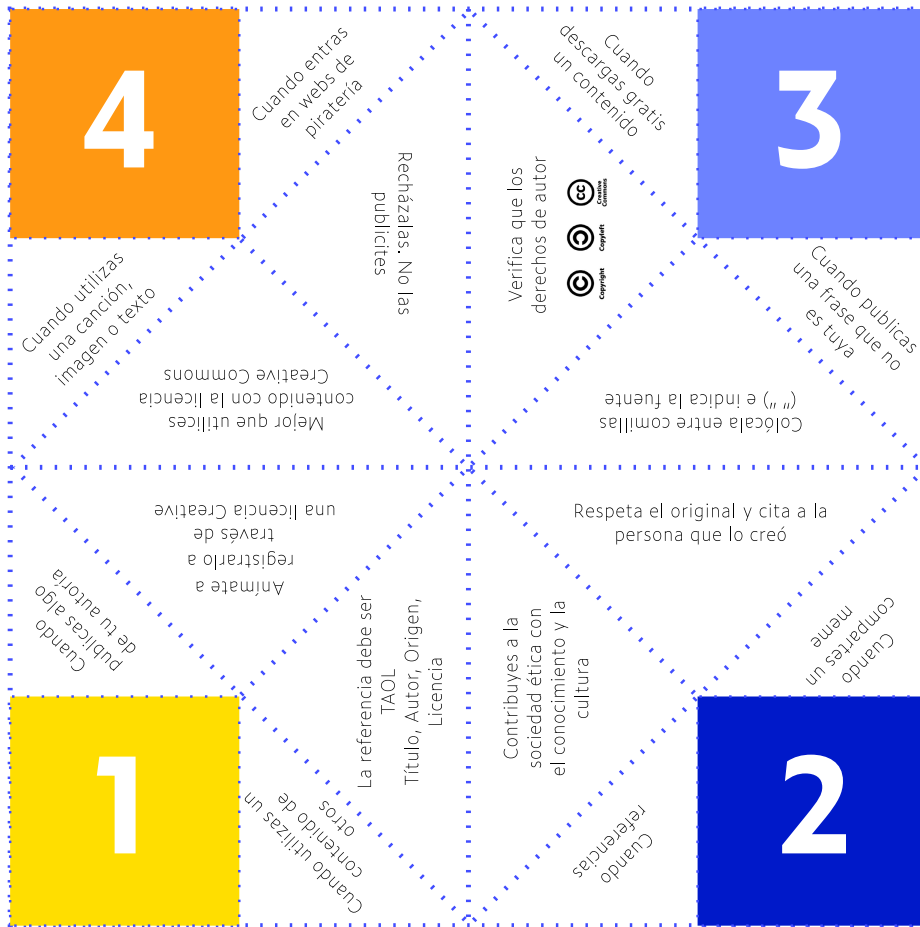 4
Cuando entras
en webs de
piratería
Cuando
descargas gratis
un contenido
3
Recházalas. No las
publicites
Verifica que los
derechos de autor
Creative
Commons
Copyleft
Copyright
Cuando utilizas
una canción,
imagen o texto
Mejor que utilices
contenido con la licencia
Creative Commons
Colócala entre comillas
(" ") e indica la fuente
Cuando publicas
una frase que no
es tuya
Anímate a
registrarlo a
través de
una licencia Creative
Respeta el original y cita a la
persona que lo creó
Cuando
publicas algo
de tu autoría
La referencia debe ser
TAOL
Título, Autor, Origen,
Licencia
Contribuyes a la
sociedad ética con
el conocimiento y la
cultura
Cuando
compartes un
meme
1
Cuando utilizas un
contenido de
otros
Cuando
referencias
2